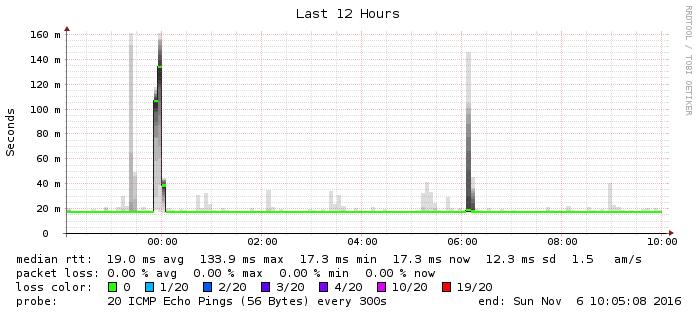 Last 12 Hours
RRDTOOL / TOBI OETIKER
Seconds
160 m
140 m
120 m
100 m
80 m
60 m
40 m
20 m
0
00:00 02:00 04:00 06:00 08:00 10:00
median rtt: 19.0 ms avg 133.9 ms max 17.3 ms min 17.3 ms now 12.3 ms sd 1.5 am/s
packet loss: 0.00 % avg 0.00 % max 0.00 % min 0.00 % now
loss color: 0 1/20 2/20 3/20 4/20 10/20 19/20
probe: 20 ICMP Echo Pings (56 Bytes) every 300s end: Sun Nov 6 10:05:08 2016